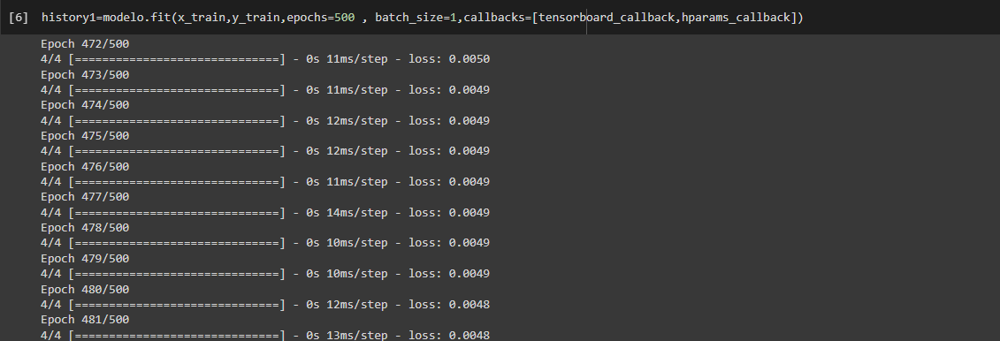 [6] history1=modelo.fit(x_train,y_train,epochs=500 , batch_size=1,callbacks=[tensorboard_callback,hparams_callback])
Epoch 472/500
4/4 [==============================] - 0s 11ms/step - loss: 0.0050
Epoch 473/500
4/4 [==============================] - 0s 11ms/step - loss: 0.0049
Epoch 474/500
4/4 [==============================] - 0s 12ms/step - loss: 0.0049
Epoch 475/500
4/4 [==============================] - 0s 12ms/step - loss: 0.0049
Epoch 476/500
4/4 [==============================] - 0s 11ms/step - loss: 0.0049
Epoch 477/500
4/4 [==============================] - 0s 14ms/step - loss: 0.0049
Epoch 478/500
4/4 [==============================] - 0s 10ms/step - loss: 0.0049
Epoch 479/500
4/4 [==============================] - 0s 10ms/step - loss: 0.0049
Epoch 480/500
4/4 [==============================] - 0s 12ms/step - loss: 0.0048
Epoch 481/500
4/4 [==============================] - 0s 13ms/step - loss: 0.0048